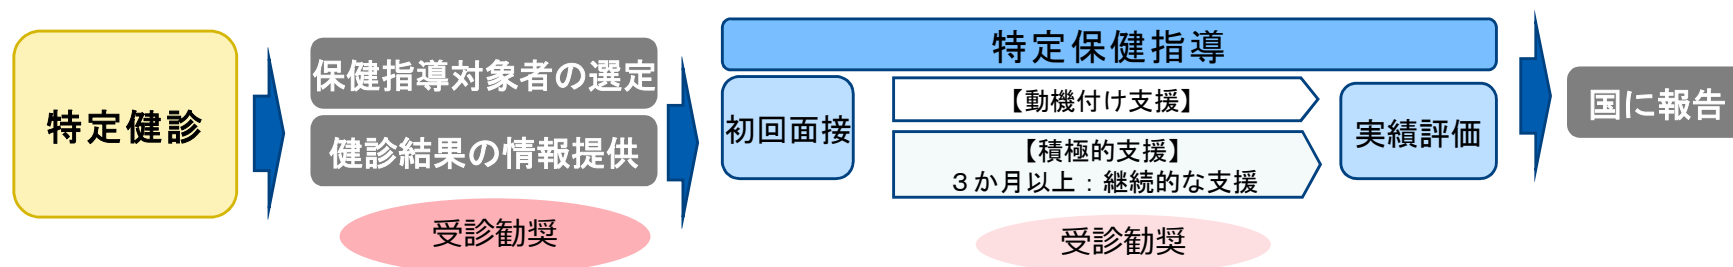 特定健診
保健指導対象者の選定
健診結果の情報提供
受診勧奨
特定保健指導
初回面接
【動機付け支援】
【積極的支援】
３か月以上：継続的な支援
実績評価
受診勧奨
国に報告